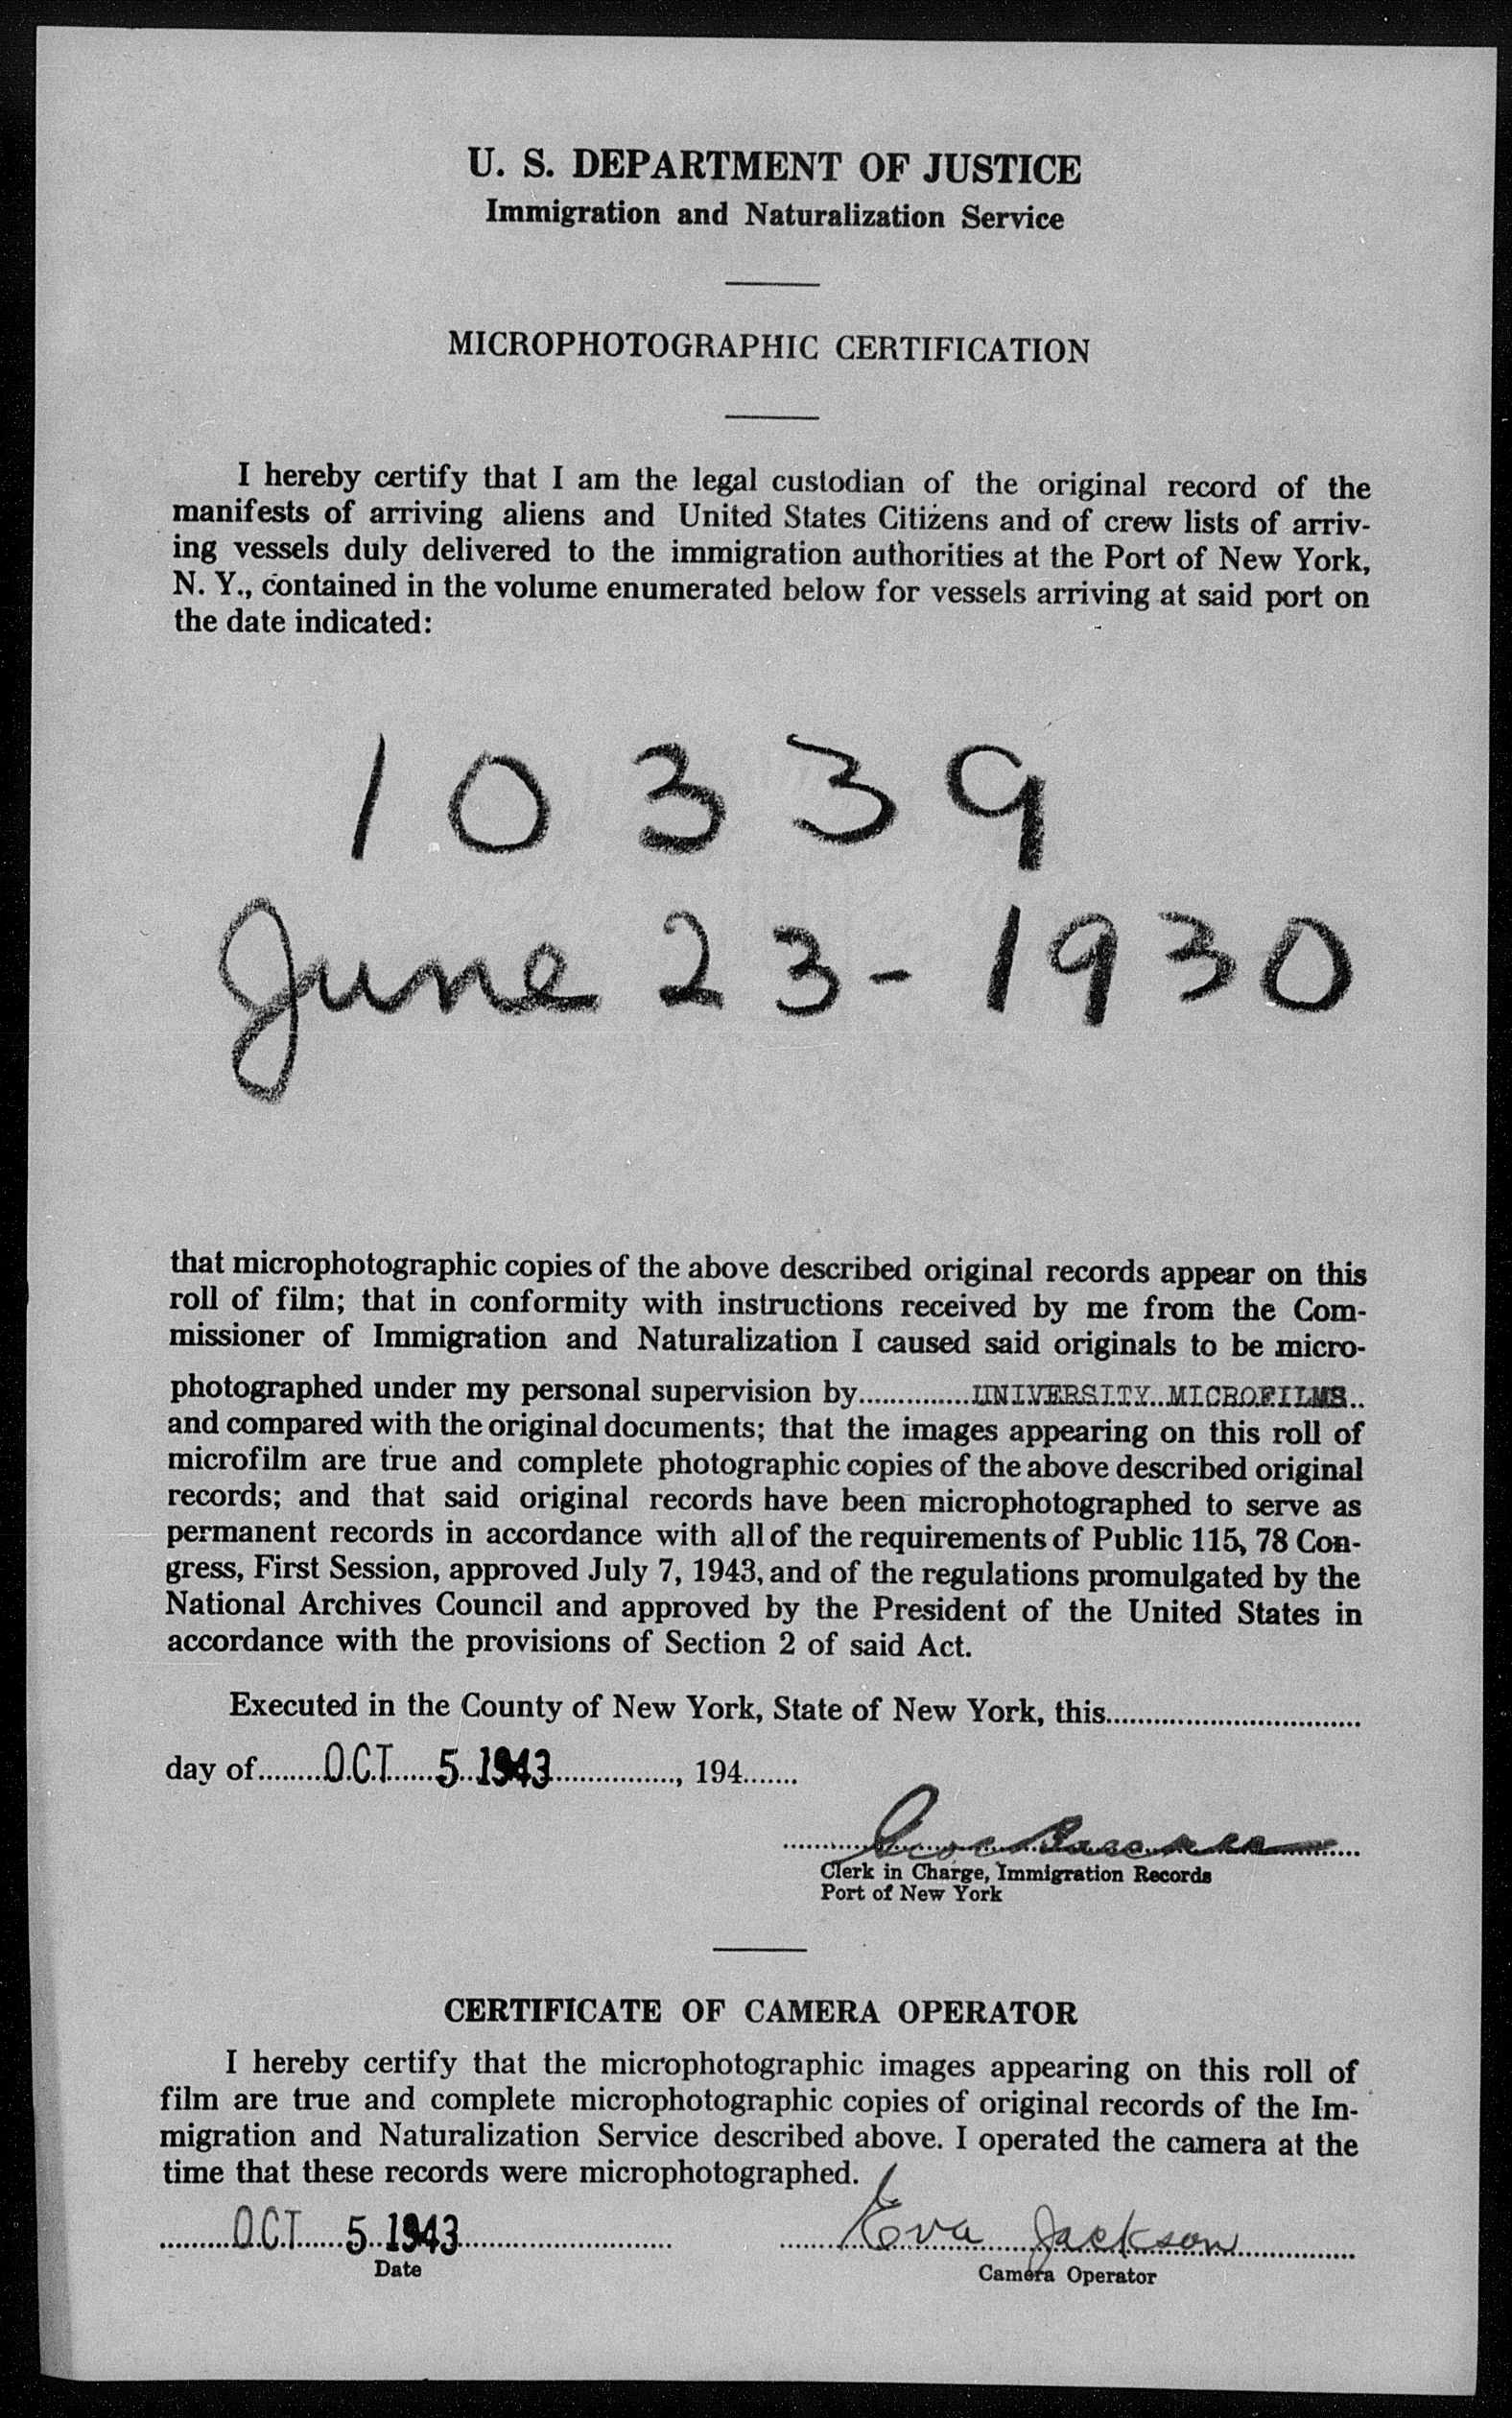 U. S. DEPARTMENT OF JUSTICE
Immigration and Naturalization Service
MICROPHOTOGRAPHIC CERTIFICATION
I hereby certify that I am the legal custodian of the original record of the
manifests of arriving aliens and United States Citizens and of crew lists of arriv-
ing vessels duly delivered to the immigration authorities at the Port of New York,
N. Y., contained in the volume enumerated below for vessels arriving at said port on
the date indicated:
10339
June 23-1930
that microphotographic copies of the above described original records appear on this
roll of film; that in conformity with instructions received by me from the Com-
missioner of Immigration and Naturalization I caused said originals to be micro-
photographed under my personal supervision by..............UNIVERSITY MICROFILMS..
and compared with the original documents; that the images appearing on this roll of
microfilm are true and complete photographic copies of the above described original
records; and that said original records have been microphotographed to serve as
permanent records in accordance with all of the requirements of Public 115, 78 Con-
gress, First Session, approved July 7, 1943, and of the regulations promulgated by the
National Archives Council and approved by the President of the United States in
accordance with the provisions of Section 2 of said Act.
Executed in the County of New York, State of New York, this................................
day of.........OCT 5 1943................, 194.......
Clerk in Charge, Immigration Records
Port of New York
CERTIFICATE OF CAMERA OPERATOR
I hereby certify that the microphotographic images appearing on this roll of
film are true and complete microphotographic copies of original records of the Im-
migration and Naturalization Service described above. I operated the camera at the
time that these records were microphotographed.
OCT 5 1943 Eva Jackson
Date Camera Operator